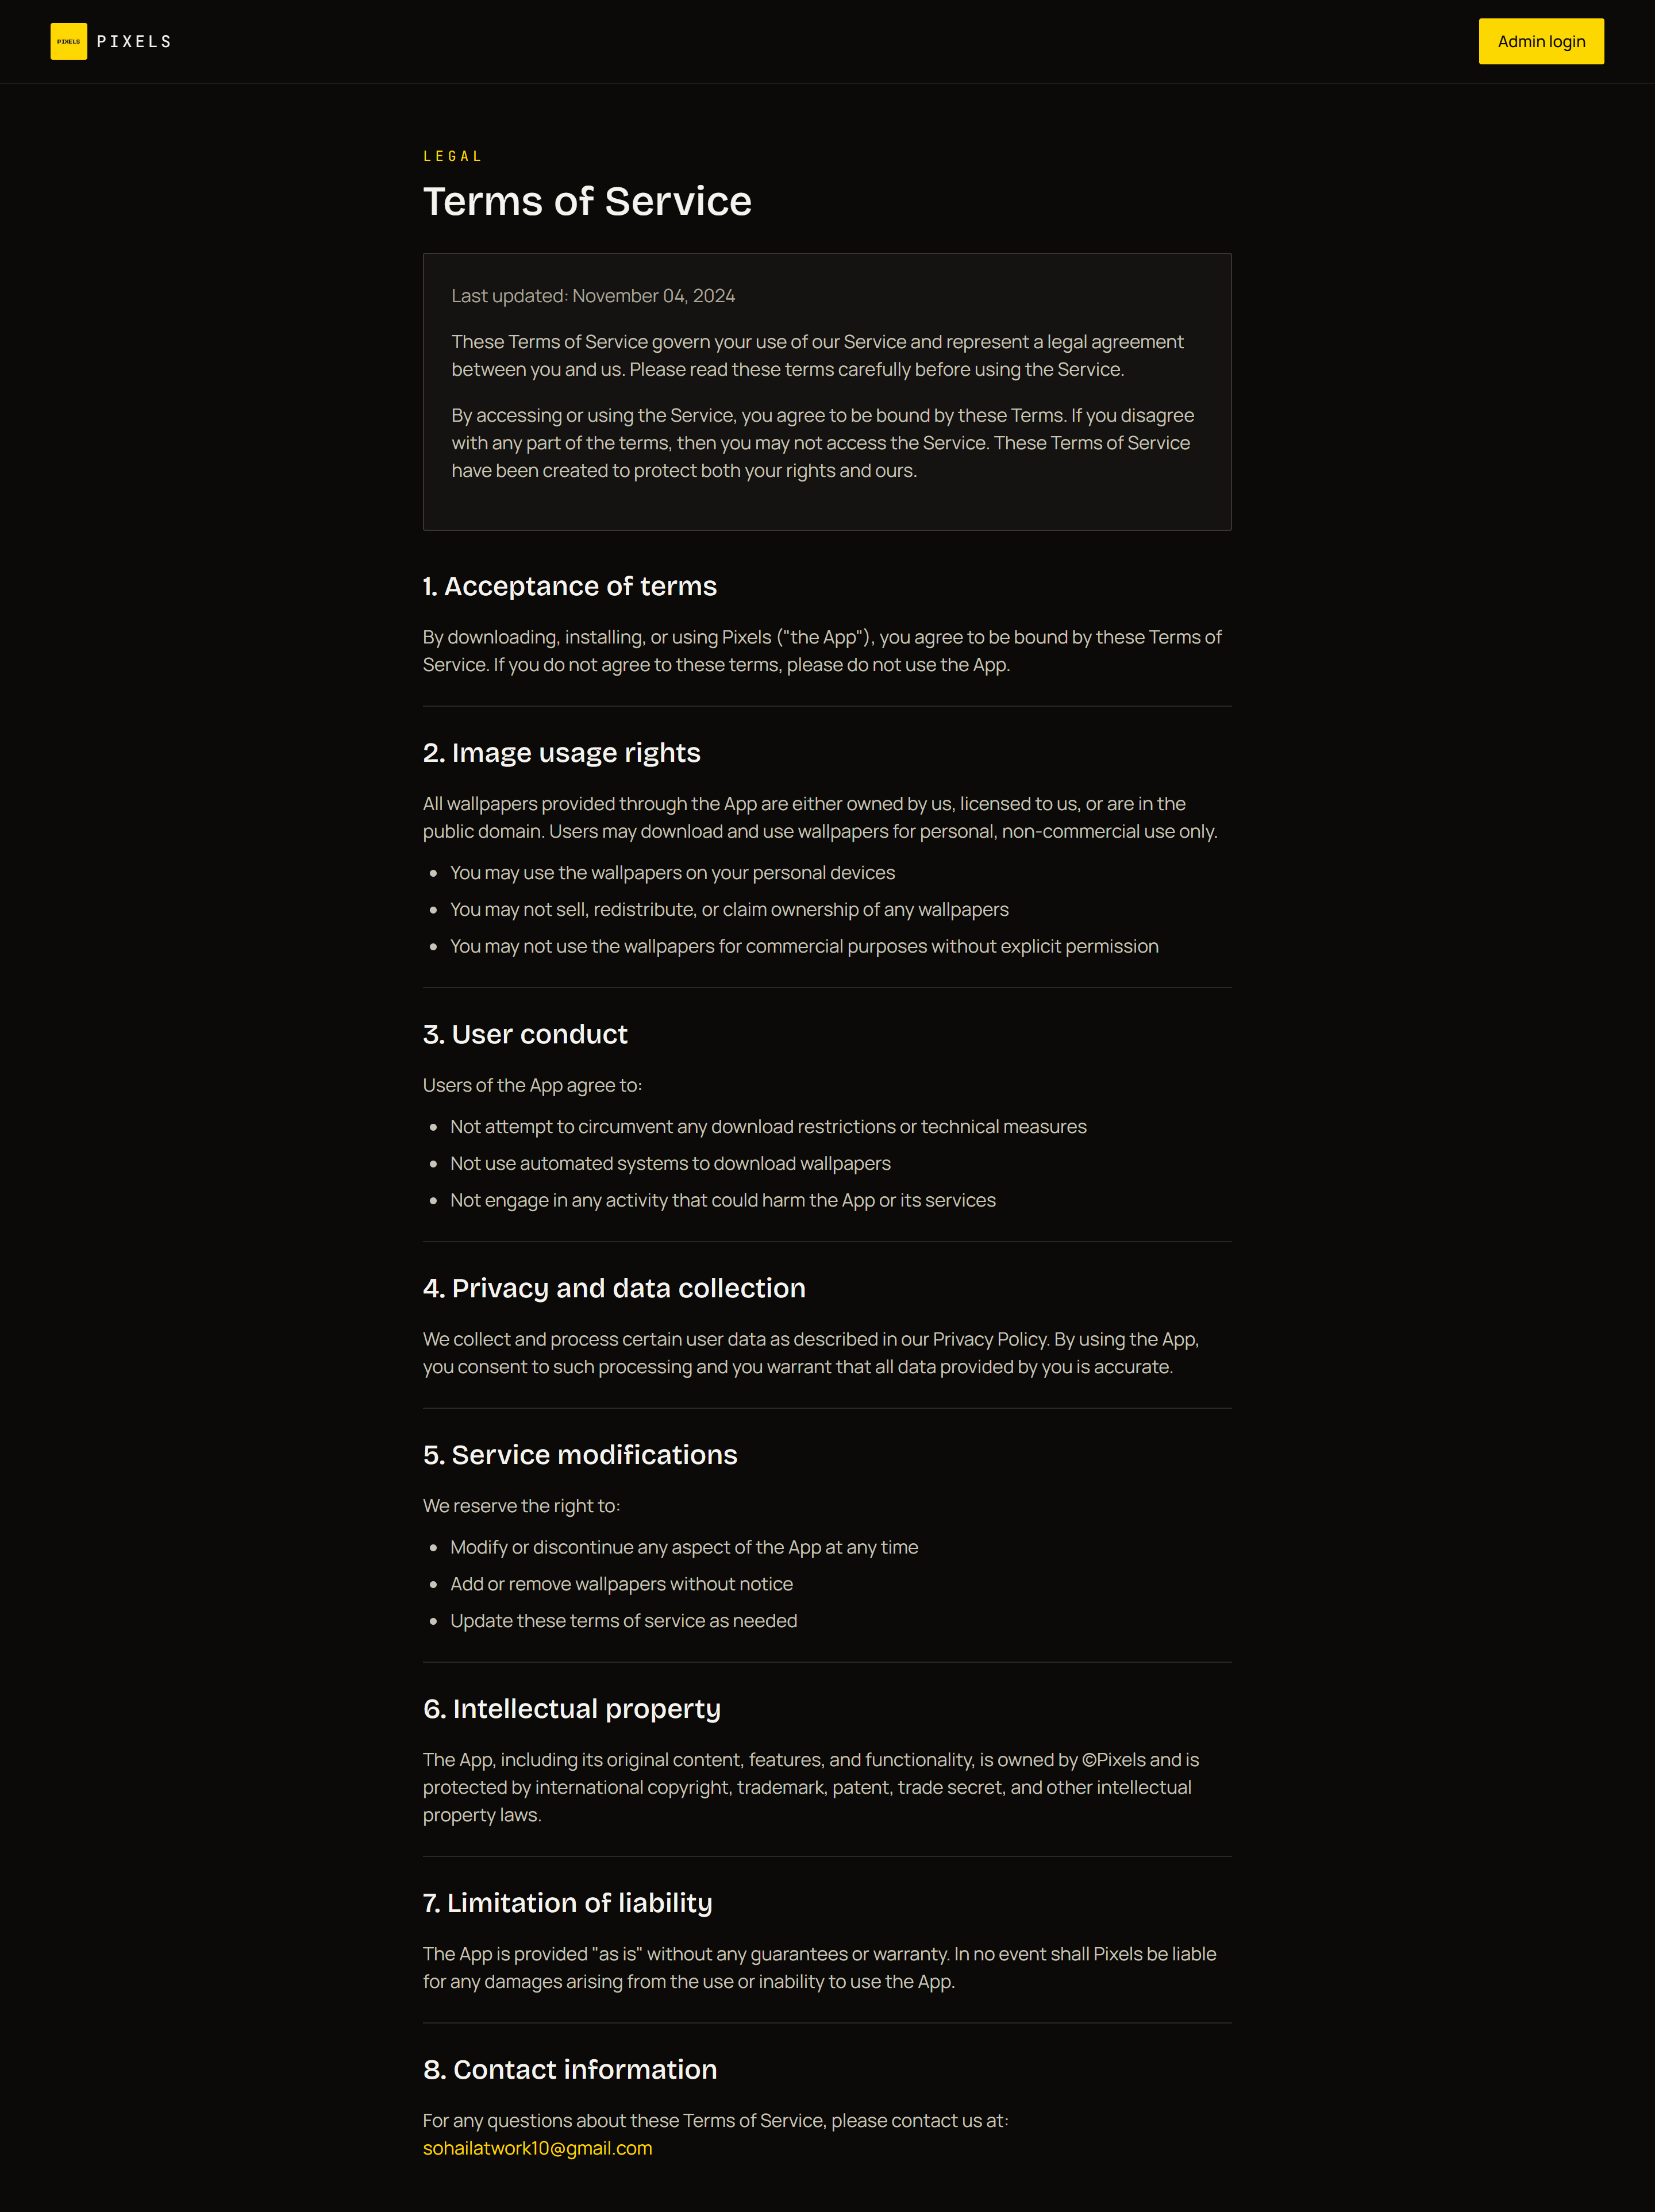 PIXELS
PIXELS
Admin login
LEGAL
Terms of Service
Last updated: November 04, 2024
These Terms of Service govern your use of our Service and represent a legal agreement
between you and us. Please read these terms carefully before using the Service.
By accessing or using the Service, you agree to be bound by these Terms. If you disagree
with any part of the terms, then you may not access the Service. These Terms of Service
have been created to protect both your rights and ours.
1. Acceptance of terms
By downloading, installing, or using Pixels ("the App"), you agree to be bound by these Terms of
Service. If you do not agree to these terms, please do not use the App.
2. Image usage rights
All wallpapers provided through the App are either owned by us, licensed to us, or are in the
public domain. Users may download and use wallpapers for personal, non-commercial use only.
• You may use the wallpapers on your personal devices
• You may not sell, redistribute, or claim ownership of any wallpapers
• You may not use the wallpapers for commercial purposes without explicit permission
3. User conduct
Users of the App agree to:
• Not attempt to circumvent any download restrictions or technical measures
• Not use automated systems to download wallpapers
• Not engage in any activity that could harm the App or its services
4. Privacy and data collection
We collect and process certain user data as described in our Privacy Policy. By using the App,
you consent to such processing and you warrant that all data provided by you is accurate.
5. Service modifications
We reserve the right to:
• Modify or discontinue any aspect of the App at any time
• Add or remove wallpapers without notice
• Update these terms of service as needed
6. Intellectual property
The App, including its original content, features, and functionality, is owned by ©Pixels and is
protected by international copyright, trademark, patent, trade secret, and other intellectual
property laws.
7. Limitation of liability
The App is provided "as is" without any guarantees or warranty. In no event shall Pixels be liable
for any damages arising from the use or inability to use the App.
8. Contact information
For any questions about these Terms of Service, please contact us at:
sohailatwork10@gmail.com